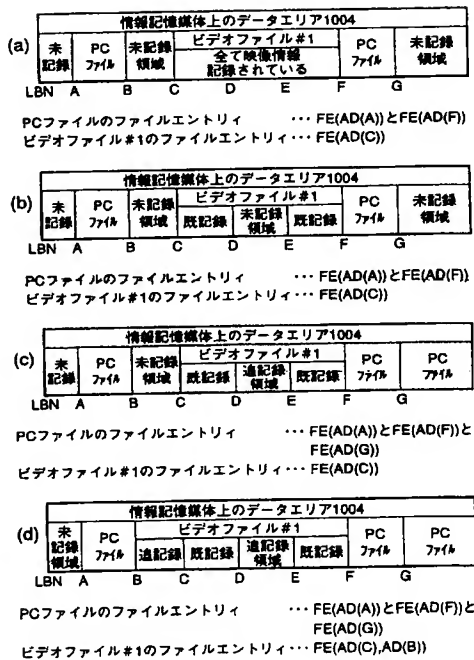 (a)
情報記憶媒体上のデータエリア1004
未記録 PCファイル 未記録領域 ビデオファイル#1 全て映像情報記録されている PCファイル 未記録領域
LBN A B C D E F G
PCファイルのファイルエントリィ ‥・ FE(AD(A))とFE(AD(F))
ビデオファイル#1のファイルエントリィ‥・ FE(AD(C))
(b)
情報記憶媒体上のデータエリア1004
未記録 PCファイル 未記録領域 ビデオファイル#1 既記録 未記録領域 既記録 PCファイル 未記録領域
LBN A B C D E F G
PCファイルのファイルエントリィ ‥・ FE(AD(A))とFE(AD(F))
ビデオファイル#1のファイルエントリィ‥・ FE(AD(C))
(c)
情報記憶媒体上のデータエリア1004
未記録 PCファイル 未記録領域 ビデオファイル#1 既記録 追記録領域 既記録 PCファイル PCファイル
LBN A B C D E F G
PCファイルのファイルエントリィ ‥・ FE(AD(A))とFE(AD(F))と
FE(AD(G))
ビデオファイル#1のファイルエントリィ‥・ FE(AD(C))
(d)
情報記憶媒体上のデータエリア1004
未記録領域 PCファイル ビデオファイル#1 追記録 既記録 追記録領域 既記録 PCファイル PCファイル
LBN A B C D E F G
PCファイルのファイルエントリィ ‥・ FE(AD(A))とFE(AD(F))と
FE(AD(G))
ビデオファイル#1のファイルエントリィ‥・ FE(AD(C),AD(B))